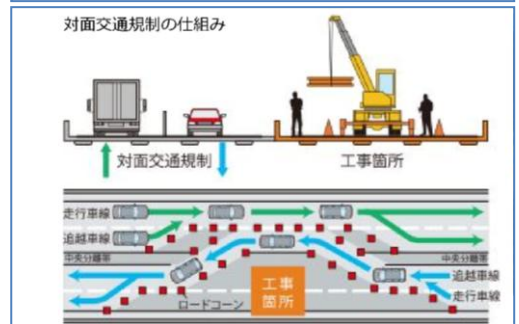 対面交通規制の仕組み
対面交通規制
工事箇所
走行車線
追越車線
中央分離帯
中央分離帯
追越車線
走行車線
ロードコーン
工事
箇所